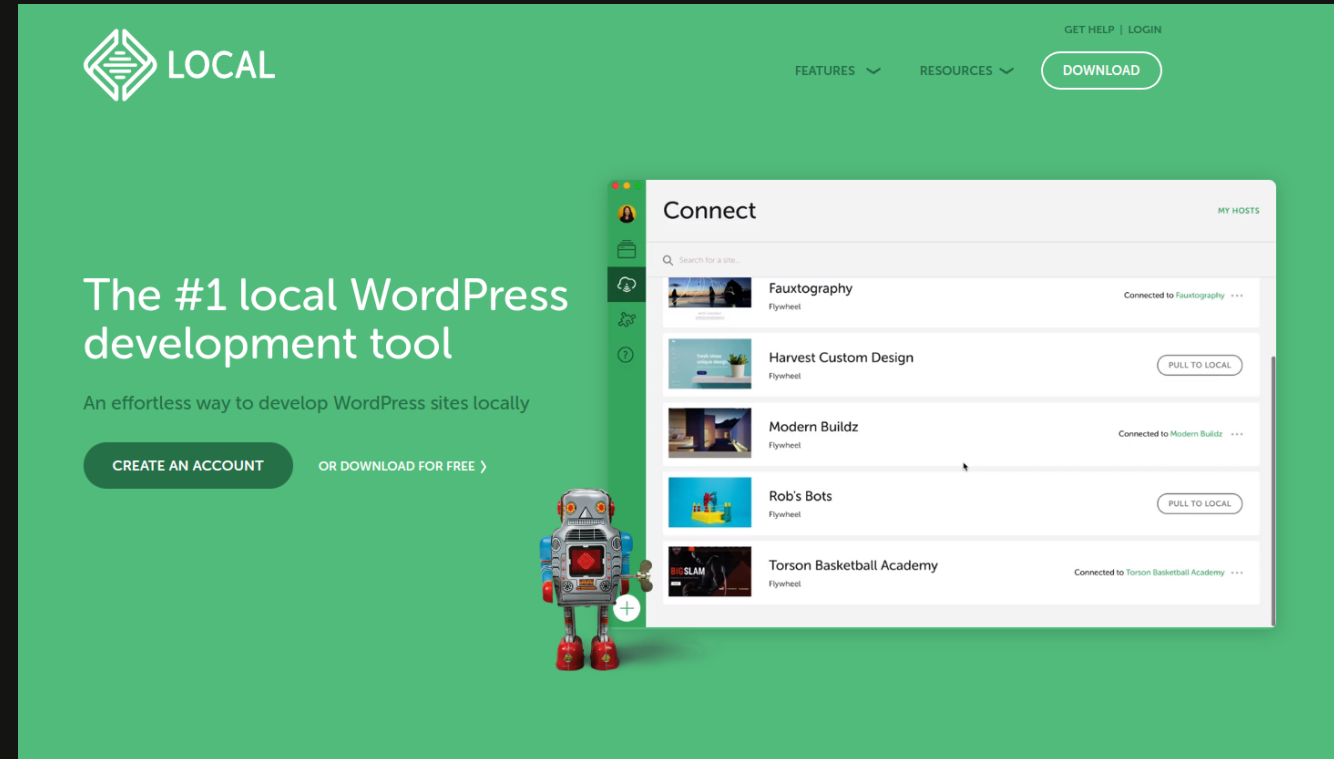 GET HELP | LOGIN
LOCAL
FEATURES
RESOURCES
DOWNLOAD
The #1 local WordPress
development tool
An effortless way to develop WordPress sites locally
CREATE AN ACCOUNT
OR DOWNLOAD FOR FREE ❯
Connect
MY HOSTS
Search for a site...
Fauxtography
Flywheel
Connected to Fauxtography
Harvest Custom Design
Flywheel
PULL TO LOCAL
Modern Buildz
Flywheel
Connected to Modern Buildz
Rob's Bots
Flywheel
PULL TO LOCAL
BIGSLAM
Torson Basketball Academy
Flywheel
Connected to Torson Basketball Academy